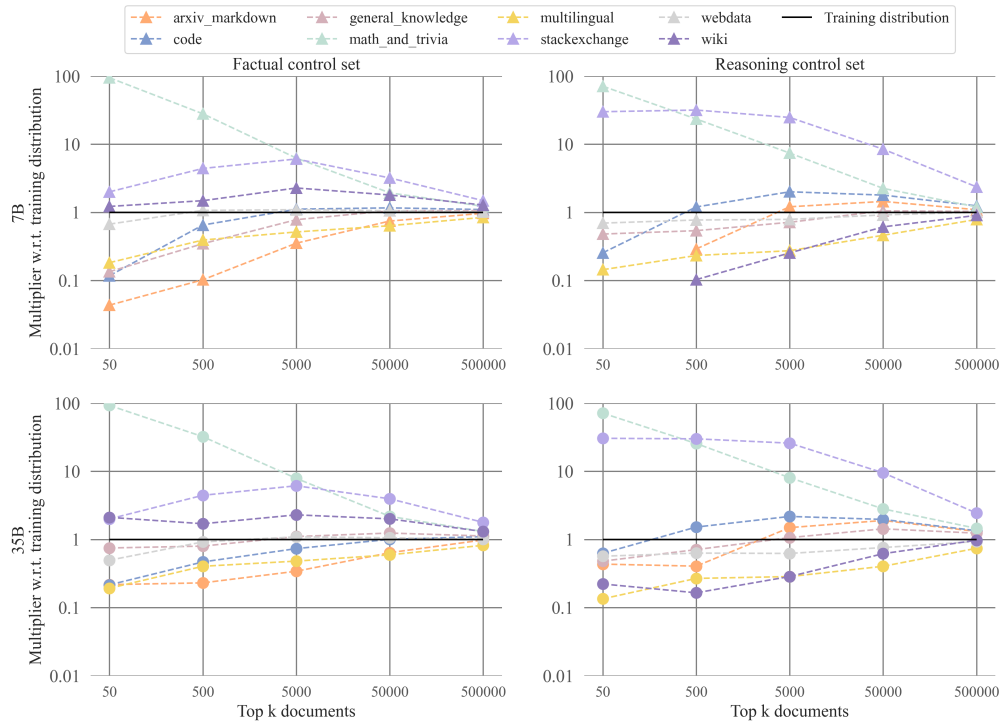 arxiv_markdown general_knowledge multilingual webdata Training distribution
code math_and_trivia stackexchange wiki
Factual control set Reasoning control set
7B
Multiplier w.r.t. training distribution
100 100
10 10
1 1
0.1 0.1
0.01 0.01
50 500 5000 50000 500000 50 500 5000 50000 500000
35B
Multiplier w.r.t. training distribution
100 100
10 10
1 1
0.1 0.1
0.01 0.01
50 500 5000 50000 500000 50 500 5000 50000 500000
Top k documents Top k documents